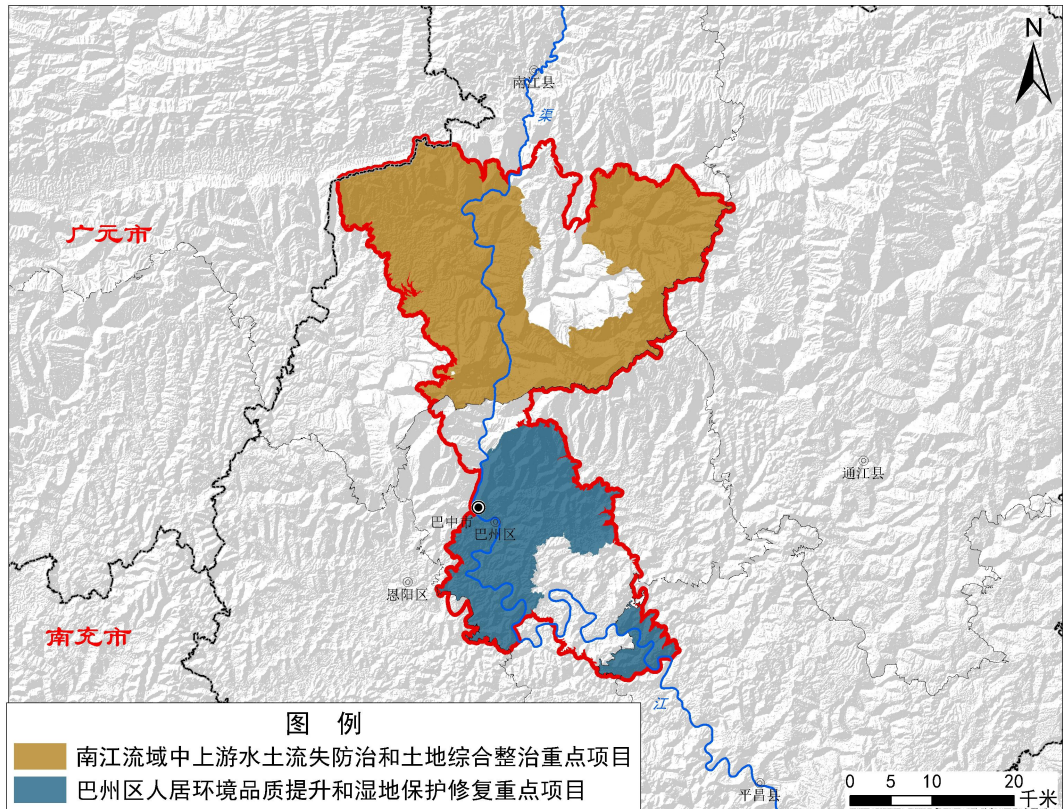 N
南江县
渠
广元市
通江县
巴中市
巴州区
恩阳区
南充市
江
平昌县
图 例
南江流域中上游水土流失防治和土地综合整治重点项目
巴州区人居环境品质提升和湿地保护修复重点项目
0 5 10 20
千米